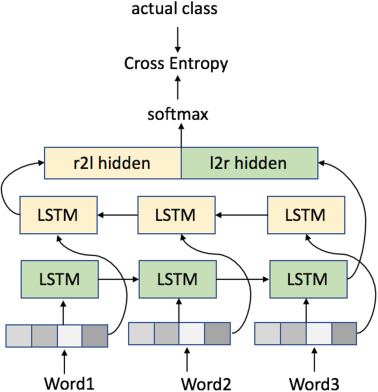 actual class
Cross Entropy
softmax
r2l hidden l2r hidden
LSTM LSTM LSTM
LSTM LSTM LSTM
Word1 Word2 Word3